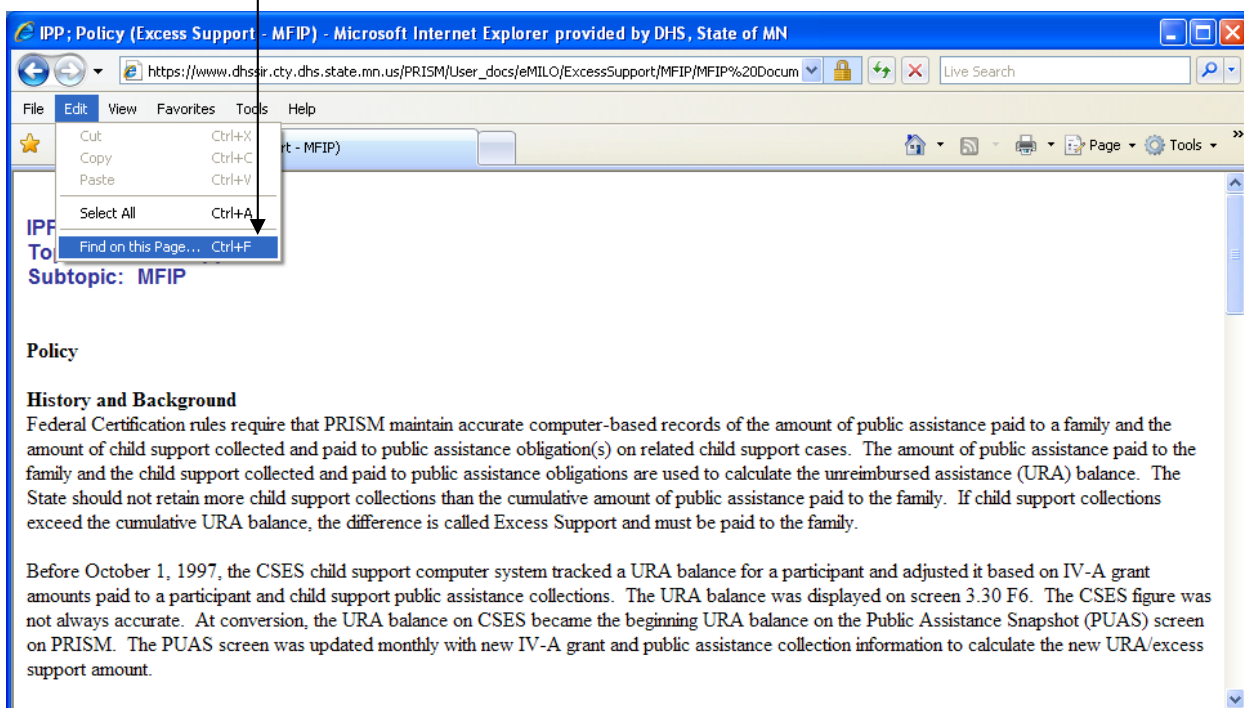 IPP; Policy (Excess Support - MFIP) - Microsoft Internet Explorer provided by DHS, State of MN
https://www.dhssir.cty.dhs.state.mn.us/PRISM/User_docs/eMILO/ExcessSupport/MFIP/MFIP%20Docum
Live Search
File Edit View Favorites Tools Help
Cut Ctrl+X
Copy Ctrl+C
Paste Ctrl+V
Select All Ctrl+A
Find on this Page... Ctrl+F
rt - MFIP)
Page Tools
Subtopic: MFIP
Policy
History and Background
Federal Certification rules require that PRISM maintain accurate computer-based records of the amount of public assistance paid to a family and the
amount of child support collected and paid to public assistance obligation(s) on related child support cases. The amount of public assistance paid to the
family and the child support collected and paid to public assistance obligations are used to calculate the unreimbursed assistance (URA) balance. The
State should not retain more child support collections than the cumulative amount of public assistance paid to the family. If child support collections
exceed the cumulative URA balance, the difference is called Excess Support and must be paid to the family.
Before October 1, 1997, the CSES child support computer system tracked a URA balance for a participant and adjusted it based on IV-A grant
amounts paid to a participant and child support public assistance collections. The URA balance was displayed on screen 3.30 F6. The CSES figure was
not always accurate. At conversion, the URA balance on CSES became the beginning URA balance on the Public Assistance Snapshot (PUAS) screen
on PRISM. The PUAS screen was updated monthly with new IV-A grant and public assistance collection information to calculate the new URA/excess
support amount.